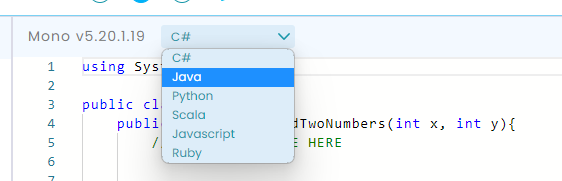 Mono v5.20.1.19 C#
C#
Java
Python
Scala
Javascript
Ruby
1 using Sys
2
3 public cla
4 publi dTwoNumbers(int x, int y){
5 / E HERE
6
7